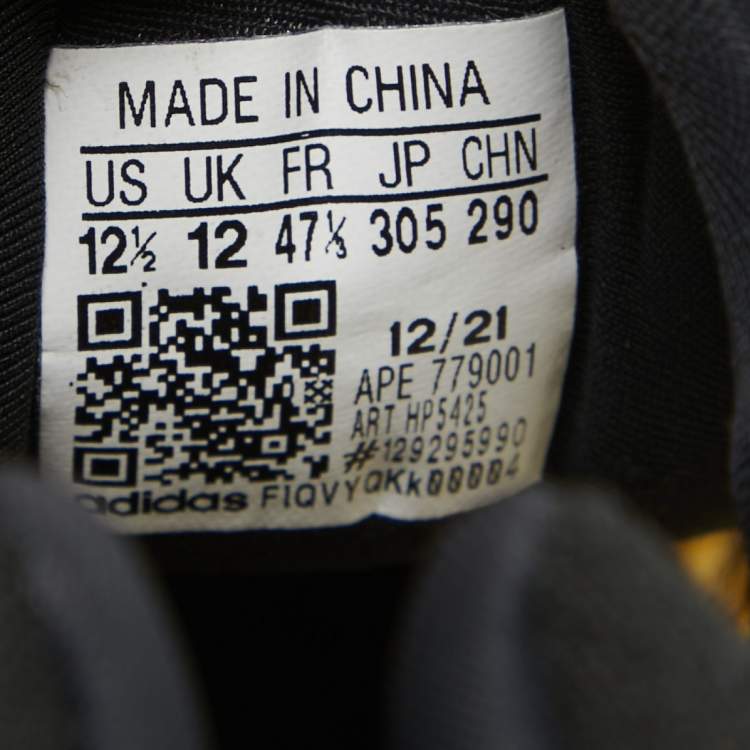 MADE IN CHINA
US UK FR JP CHN
12½ 12 47⅓ 305 290
12/21
APE 779001
ART HP5425
#129295990
adidas F1QVYQKk00004